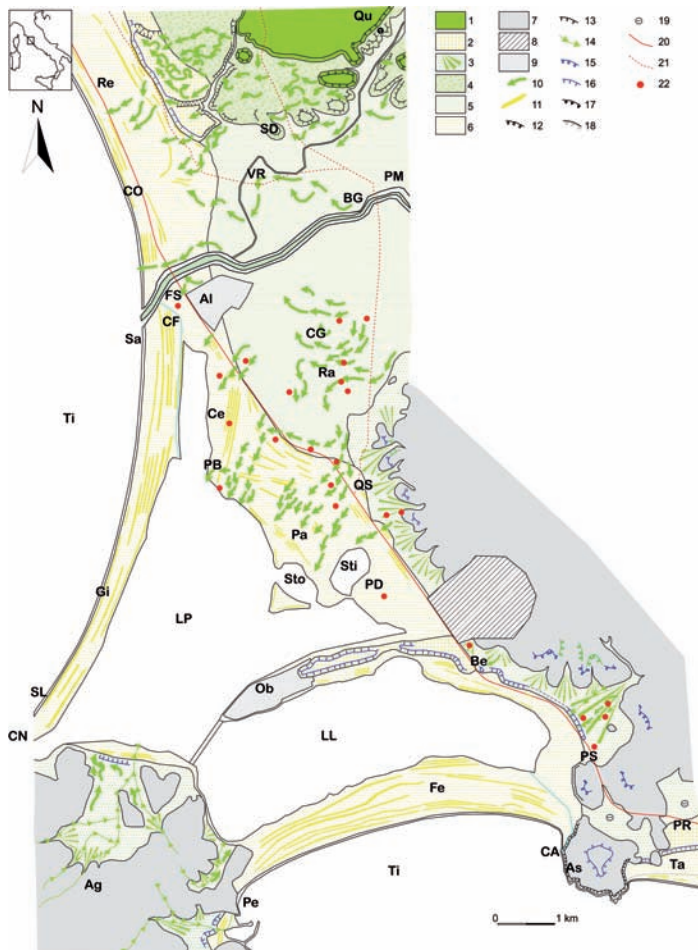 Qu
1 7 13 19
2 8 14 20
3 9 15 21
4 10 16 22
5 11 17
6 12 18
Re
N
SD
VR
PM
CO
BG
FS
Al
CF
Sa
CG
Ra
Ti
Ce
PB
QS
Pa
Sti
Sto
PD
Gi
LP
Be
Ob
SL
CN
LL
PS
Fe
PR
CA
As
Ta
Ag
Ti
Pe
0 1 km